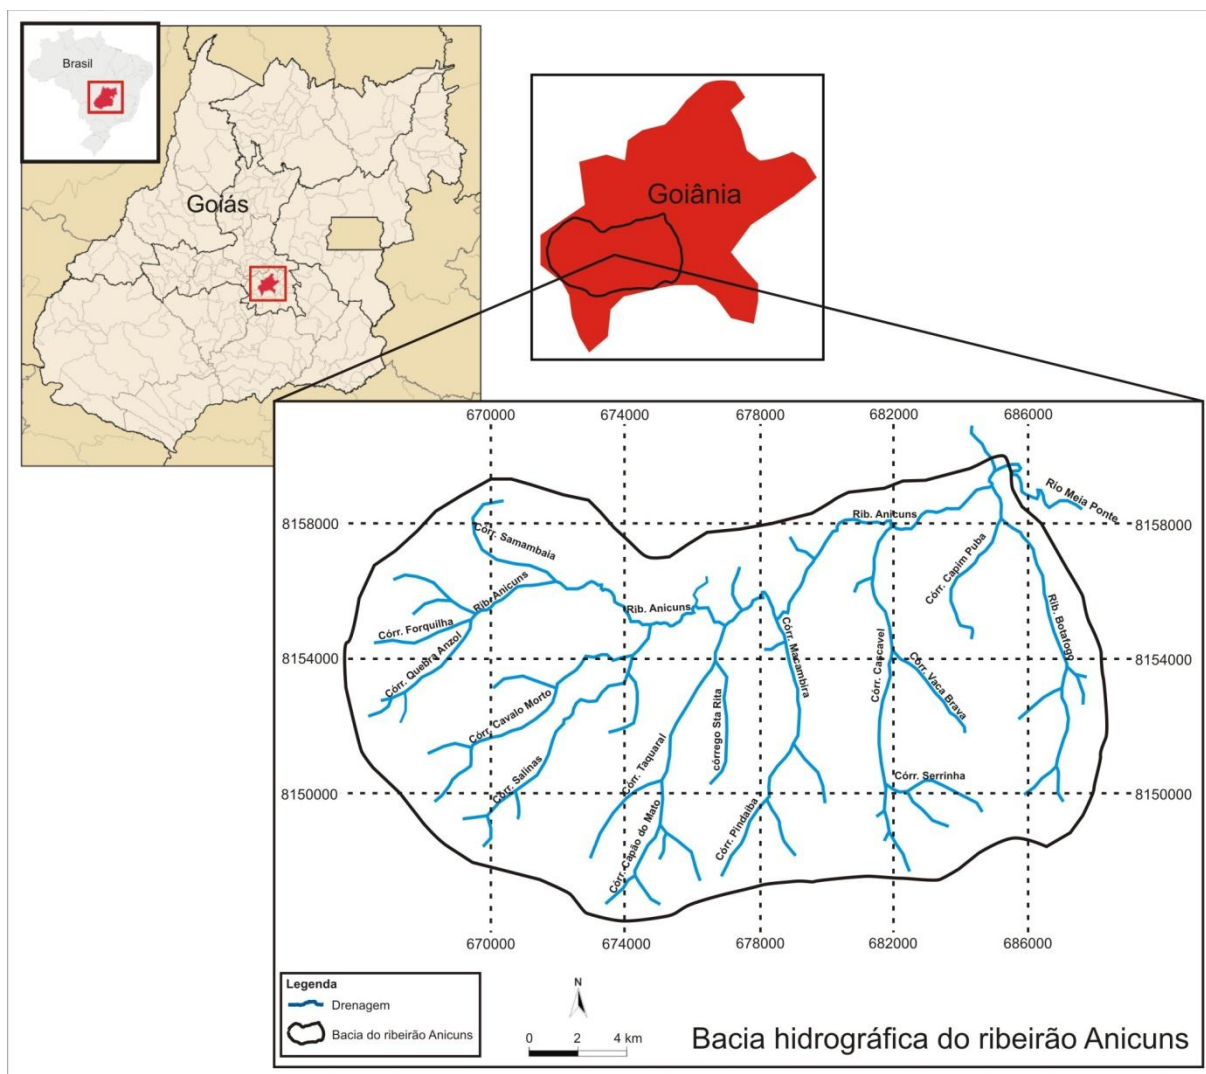 Brasil
Goiás
Goiânia
670000
674000
678000
682000
686000
Rio Meia Ponte
8158000
Córr. Samambaia
Rib. Anicuns
8158000
Córr. Capim Puba
Rib. Anicuns
Rib. Anicuns
Rib. Botafogo
Córr. Forquilha
Córr. Macambira
Córr. Quebra Anzol
8154000
Córr. Cascavel
Córr. Vaca Brava
8154000
córrego Sta Rita
Córr. Cavalo Morto
Córr. Taquaral
Córr. Salinas
Córr. Serrinha
8150000
8150000
Córr. Capão do Mato
Córr. Pindaíba
670000
674000
678000
682000
686000
Legenda
Drenagem
Bacia do ribeirão Anicuns
N
0 2 4 km
Bacia hidrográfica do ribeirão Anicuns